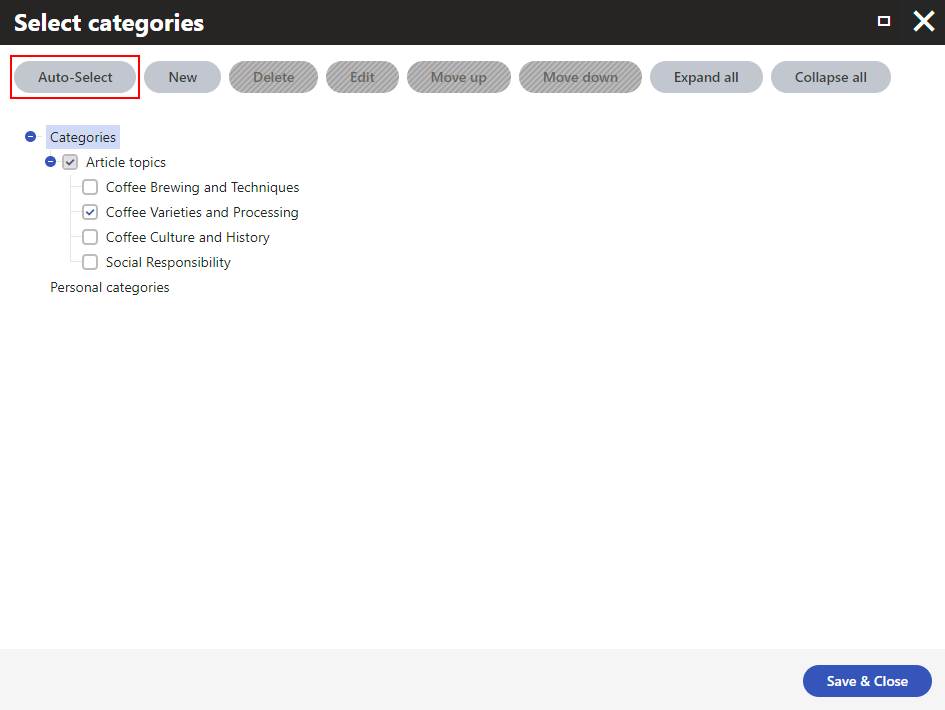 Select categories
Auto-Select New Delete Edit Move up Move down Expand all Collapse all
Categories
Article topics
Coffee Brewing and Techniques
Coffee Varieties and Processing
Coffee Culture and History
Social Responsibility
Personal categories
Save & Close